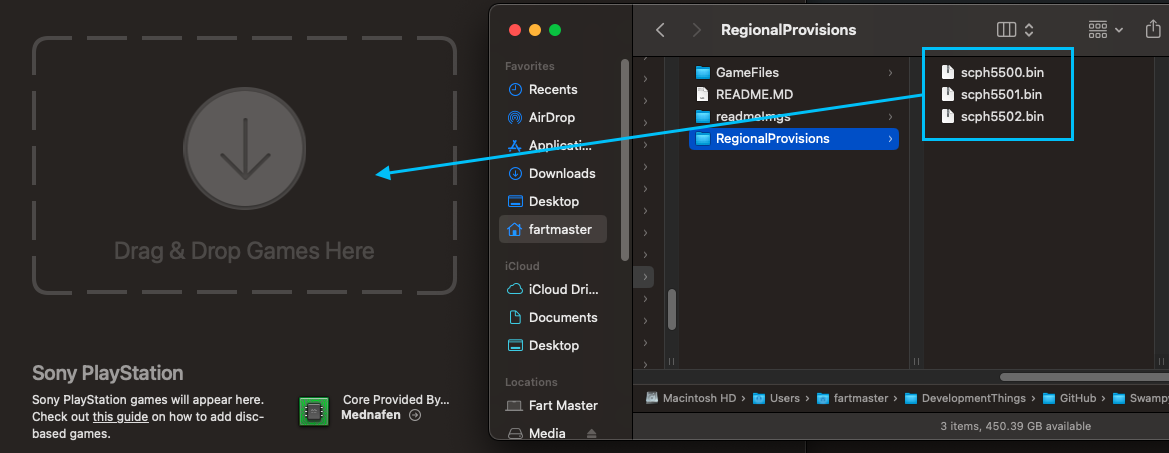 Drag & Drop Games Here
Sony PlayStation
Sony PlayStation games will appear here.
Check out this guide on how to add disc-
based games.
Core Provided By...
Mednafen
Favorites
Recents
AirDrop
Applicati...
Downloads
Desktop
fartmaster
iCloud
iCloud Dri...
Documents
Desktop
Locations
Fart Master
Media
RegionalProvisions
GameFiles
README.MD
readmeImgs
RegionalProvisions
scph5500.bin
scph5501.bin
scph5502.bin
Macintosh HD › Users › fartmaster › DevelopmentThings › GitHub › Swampy
3 items, 450.39 GB available